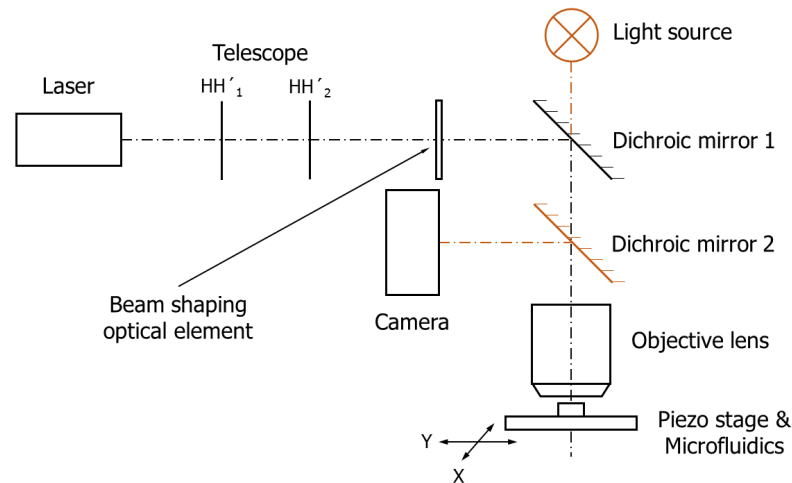 Light source
Telescope
Laser
HH´1
HH´2
Dichroic mirror 1
Dichroic mirror 2
Beam shaping
optical element
Camera
Objective lens
Piezo stage &
Microfluidics
Y
X